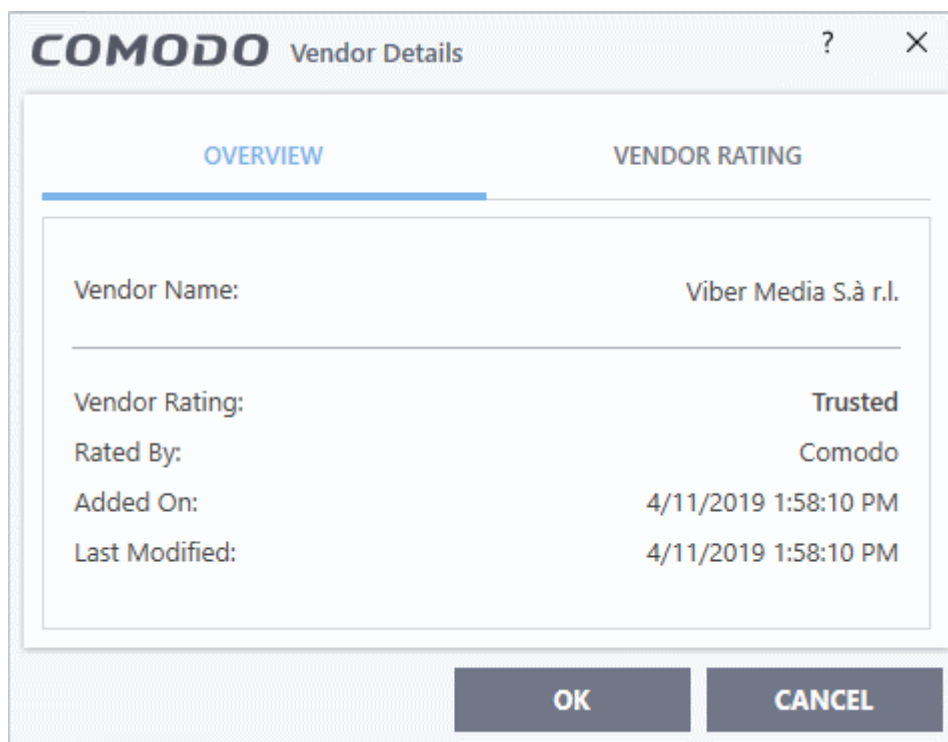 COMODO Vendor Details ? ×
OVERVIEW VENDOR RATING
Vendor Name: Viber Media S.à r.l.
Vendor Rating: Trusted
Rated By: Comodo
Added On: 4/11/2019 1:58:10 PM
Last Modified: 4/11/2019 1:58:10 PM
OK CANCEL